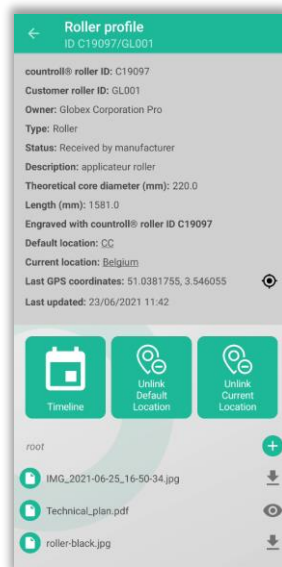 Roller profile
ID C19097/GL001
countroll® roller ID: C19097
Customer roller ID: GL001
Owner: Globex Corporation Pro
Type: Roller
Status: Received by manufacturer
Description: applicateur roller
Theoretical core diameter (mm): 220.0
Length (mm): 1581.0
Engraved with countroll® roller ID C19097
Default location: CC
Current location: Belgium
Last GPS coordinates: 51.0381755, 3.546055
Last updated: 23/06/2021 11:42
Timeline
Unlink
Default
Location
Unlink
Current
Location
root
IMG_2021-06-25_16-50-34.jpg
Technical_plan.pdf
roller-black.jpg